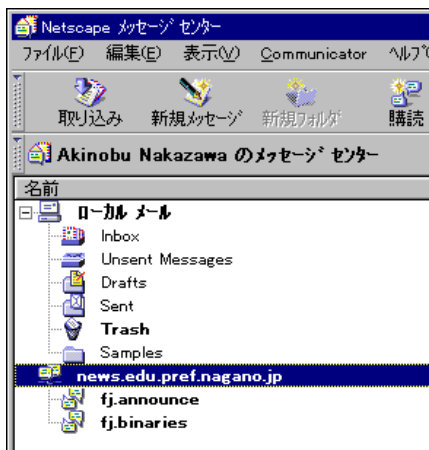 Netscape メッセージ センター
ファイル(F) 編集(E) 表示(V) Communicator ヘルプ(
取り込み 新規メッセージ 新規フォルダ 購読
Akinobu Nakazawa のメッセージ センター
名前
ローカル メール
Inbox
Unsent Messages
Drafts
Sent
Trash
Samples
news.edu.pref.nagano.jp
fj.announce
fj.binaries